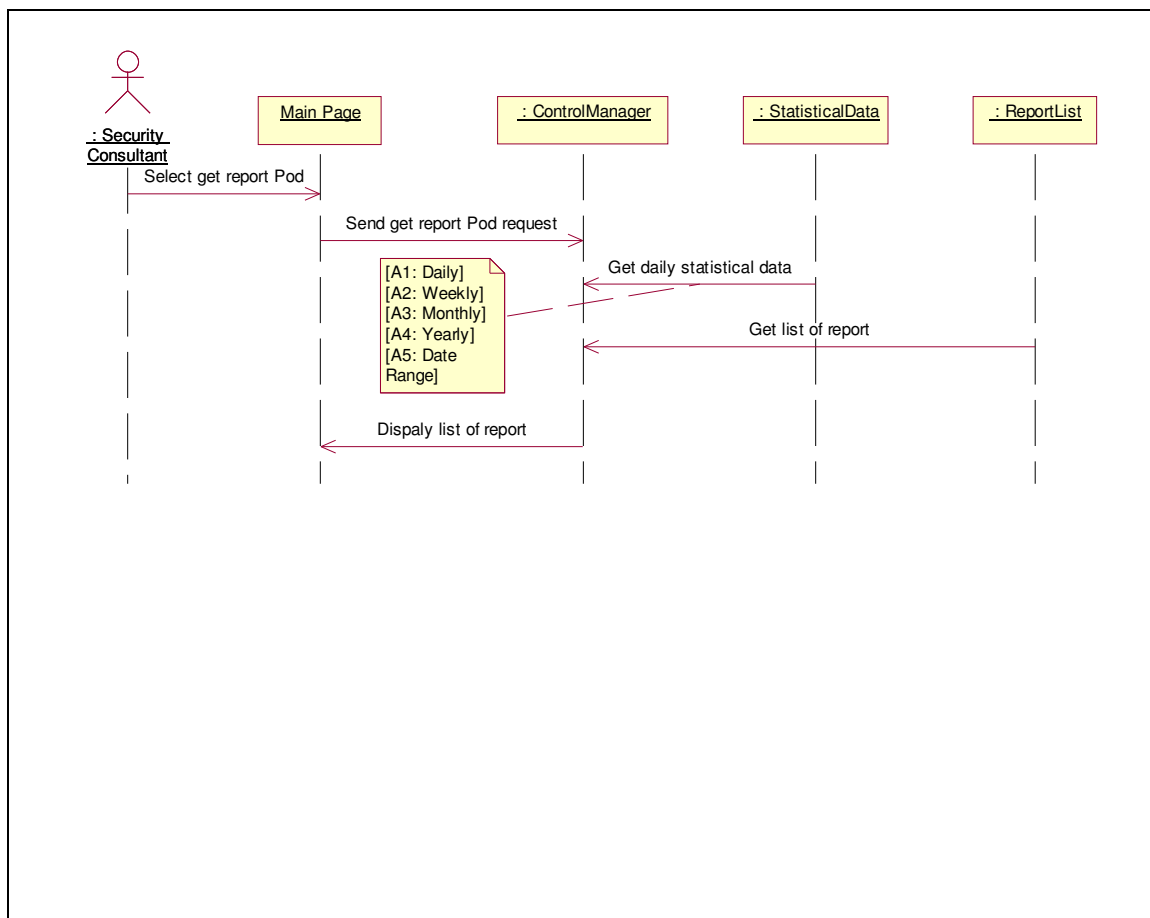 : Security
Consultant
Main Page
: ControlManager
: StatisticalData
: ReportList
Select get report Pod
Send get report Pod request
Get daily statistical data
[A1: Daily]
[A2: Weekly]
[A3: Monthly]
[A4: Yearly]
[A5: Date
Range]
Get list of report
Dispaly list of report